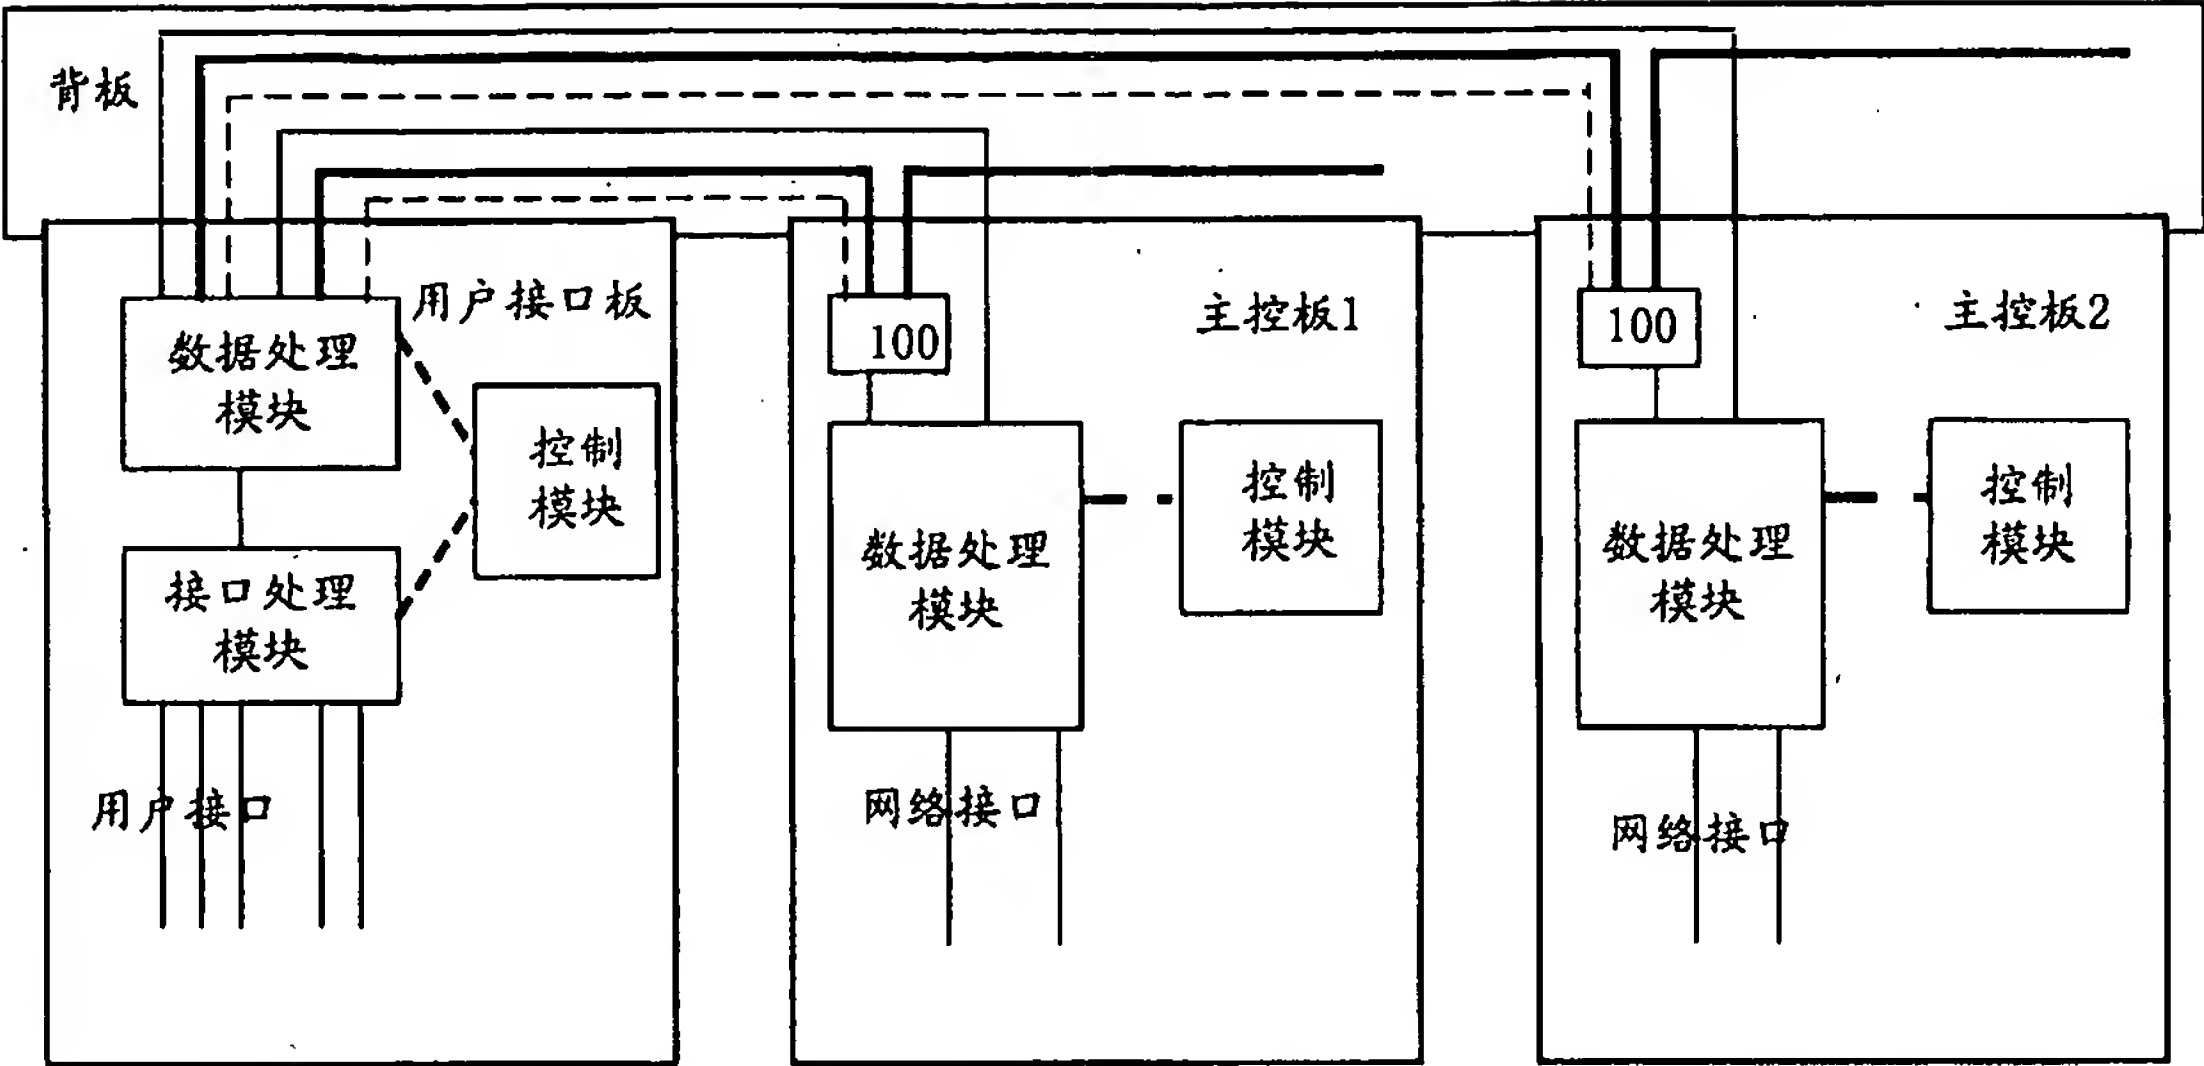 背板
用户接口板
数据处理
模块
控制
模块
接口处理
模块
用户接口
主控板1
100
数据处理
模块
控制
模块
网络接口
主控板2
100
数据处理
模块
控制
模块
网络接口